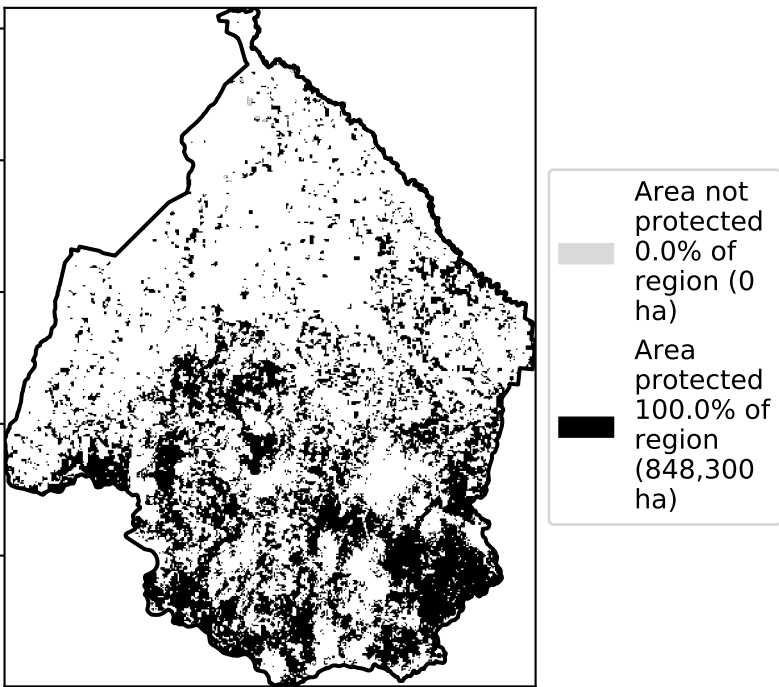 Area not
protected
0.0% of
region (0
ha)
Area
protected
100.0% of
region
(848,300
ha)